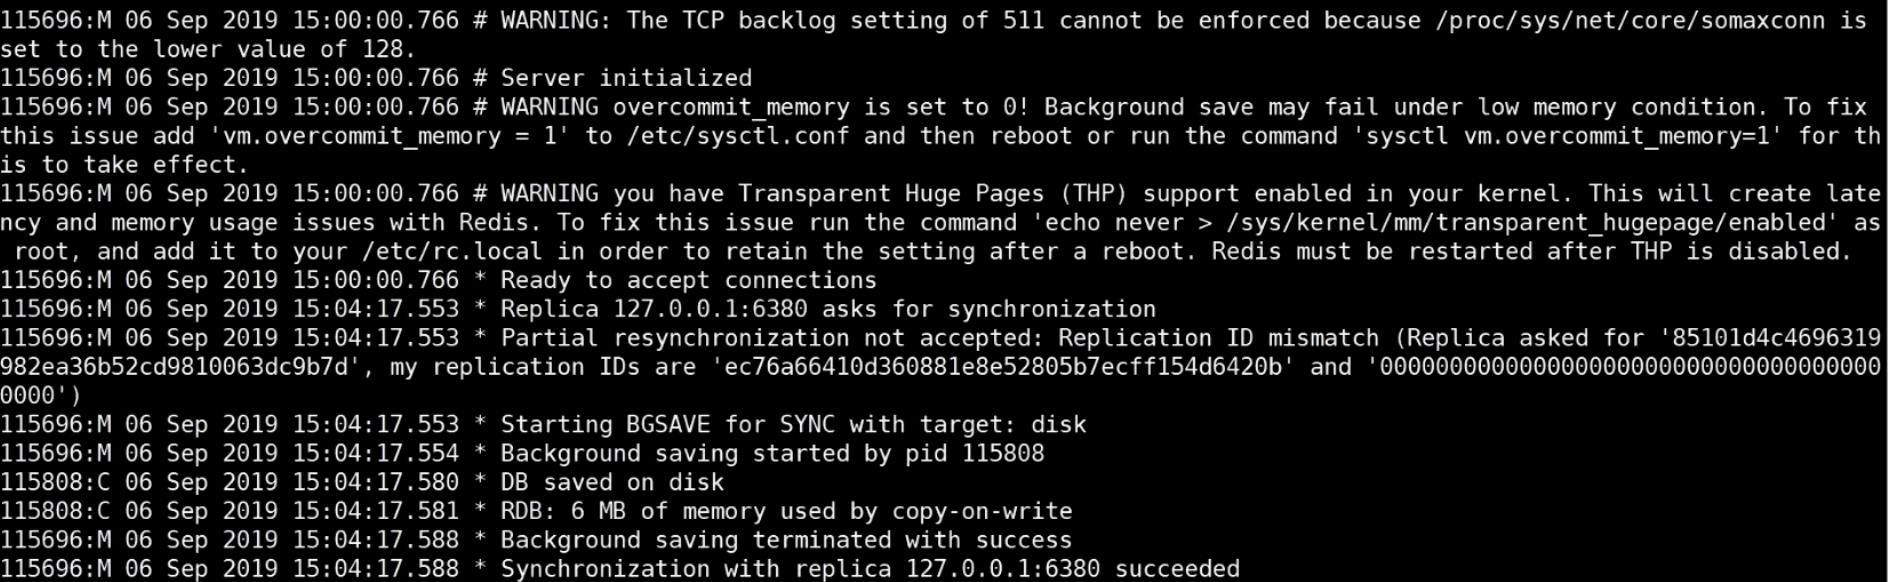 115696:M 06 Sep 2019 15:00:00.766 # WARNING: The TCP backlog setting of 511 cannot be enforced because /proc/sys/net/core/somaxconn is
set to the lower value of 128.
115696:M 06 Sep 2019 15:00:00.766 # Server initialized
115696:M 06 Sep 2019 15:00:00.766 # WARNING overcommit_memory is set to 0! Background save may fail under low memory condition. To fix
this issue add 'vm.overcommit_memory = 1' to /etc/sysctl.conf and then reboot or run the command 'sysctl vm.overcommit_memory=1' for th
is to take effect.
115696:M 06 Sep 2019 15:00:00.766 # WARNING you have Transparent Huge Pages (THP) support enabled in your kernel. This will create late
ncy and memory usage issues with Redis. To fix this issue run the command 'echo never > /sys/kernel/mm/transparent_hugepage/enabled' as
 root, and add it to your /etc/rc.local in order to retain the setting after a reboot. Redis must be restarted after THP is disabled.
115696:M 06 Sep 2019 15:00:00.766 * Ready to accept connections
115696:M 06 Sep 2019 15:04:17.553 * Replica 127.0.0.1:6380 asks for synchronization
115696:M 06 Sep 2019 15:04:17.553 * Partial resynchronization not accepted: Replication ID mismatch (Replica asked for '85101d4c4696319
982ea36b52cd9810063dc9b7d', my replication IDs are 'ec76a66410d360881e8e52805b7ecff154d6420b' and '000000000000000000000000000000000000
0000')
115696:M 06 Sep 2019 15:04:17.553 * Starting BGSAVE for SYNC with target: disk
115696:M 06 Sep 2019 15:04:17.554 * Background saving started by pid 115808
115808:C 06 Sep 2019 15:04:17.580 * DB saved on disk
115808:C 06 Sep 2019 15:04:17.581 * RDB: 6 MB of memory used by copy-on-write
115696:M 06 Sep 2019 15:04:17.588 * Background saving terminated with success
115696:M 06 Sep 2019 15:04:17.588 * Synchronization with replica 127.0.0.1:6380 succeeded